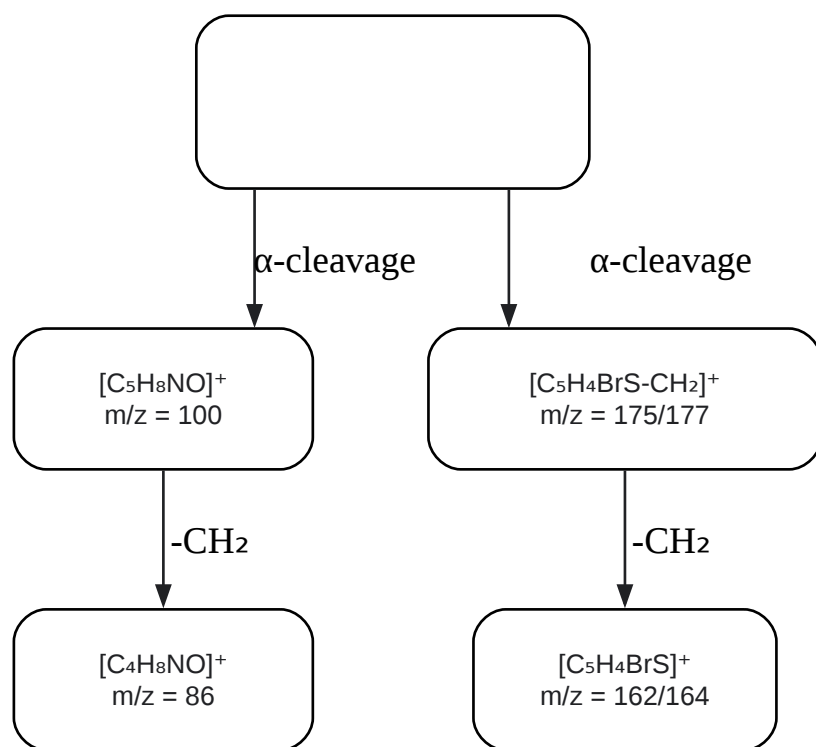 α-cleavage
α-cleavage
[C₅H₈NO]⁺
m/z = 100
[C₅H₄BrS-CH₂]⁺
m/z = 175/177
-CH₂
-CH₂
[C₄H₈NO]⁺
m/z = 86
[C₅H₄BrS]⁺
m/z = 162/164